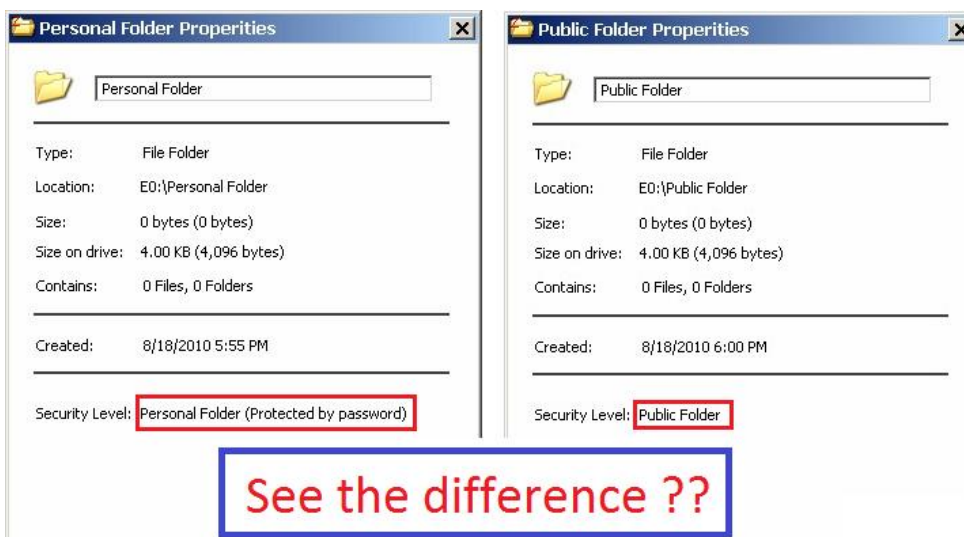 Personal Folder Properities
Personal Folder
Type: File Folder
Location: E0:\Personal Folder
Size: 0 bytes (0 bytes)
Size on drive: 4.00 KB (4,096 bytes)
Contains: 0 Files, 0 Folders
Created: 8/18/2010 5:55 PM
Security Level: Personal Folder (Protected by password)
Public Folder Properities
Public Folder
Type: File Folder
Location: E0:\Public Folder
Size: 0 bytes (0 bytes)
Size on drive: 4.00 KB (4,096 bytes)
Contains: 0 Files, 0 Folders
Created: 8/18/2010 6:00 PM
Security Level: Public Folder
See the difference ??